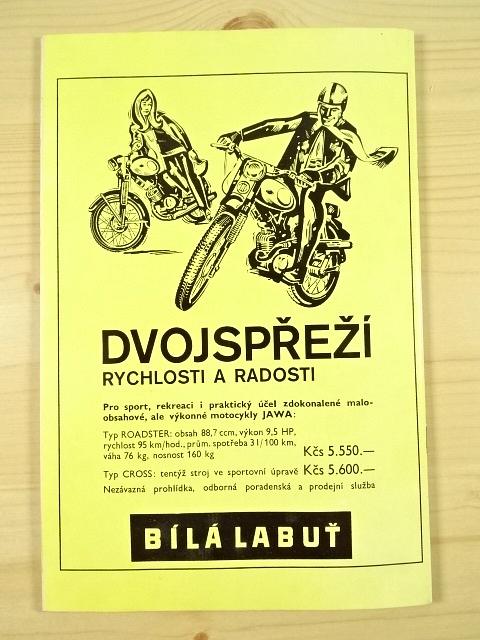 DVOJSPŘEŽÍ
RYCHLOSTI A RADOSTI
Pro sport, rekreaci i praktický účel zdokonalené malo-
obsahové, ale výkonné motocykly JAWA:
Typ ROADSTER: obsah 88,7 ccm, výkon 9,5 HP,
rychlost 95 km/hod., prům. spotřeba 3 l/100 km,
váha 76 kg, nosnost 160 kg Kčs 5.550.—
Typ CROSS: tentýž stroj ve sportovní úpravě Kčs 5.600.—
Nezávazná prohlídka, odborná poradenská a prodejní služba
BÍLÁ LABUŤ